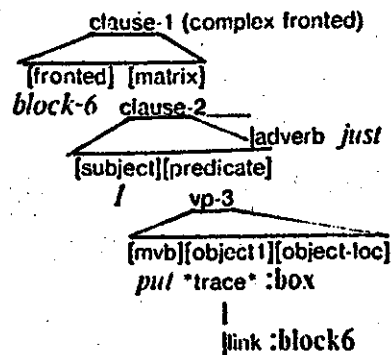 clause-1 (complex fronted)
[fronted] [matrix]
block-6 clause-2
adverb just
[subject][predicate]
I
vp-3
[mvb][object1][object-loc]
put *trace* :box
link :block6